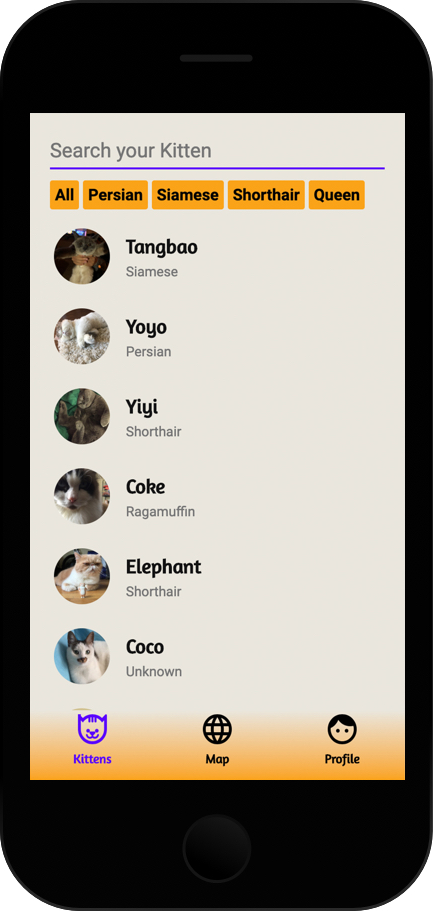 Search your Kitten
All Persian Siamese Shorthair Queen
Tangbao
Siamese
Yoyo
Persian
Yiyi
Shorthair
Coke
Ragamuffin
Elephant
Shorthair
Coco
Unknown
Kittens Map Profile